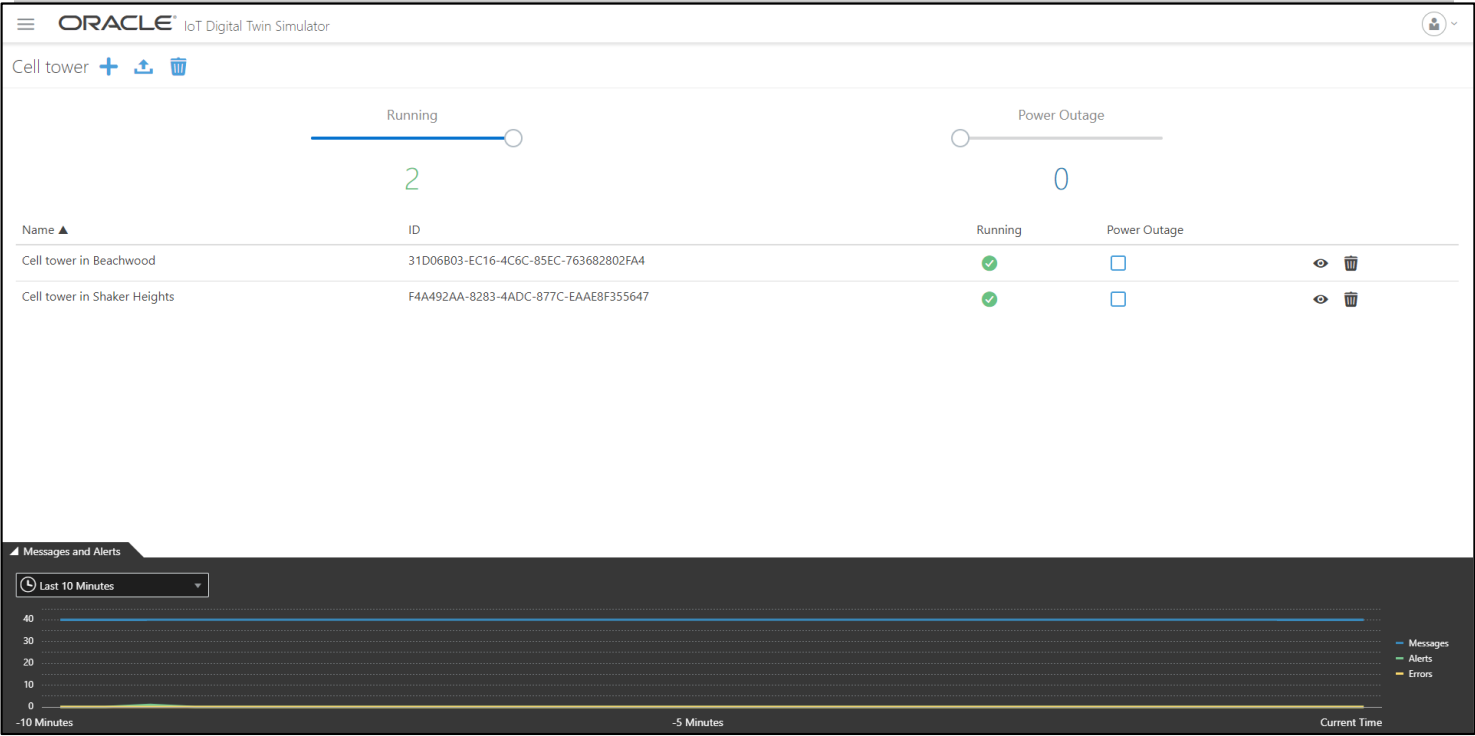 ORACLE® IoT Digital Twin Simulator
Cell tower
Running Power Outage
2 0
Name ▲ ID Running Power Outage
Cell tower in Beachwood 31D06B03-EC16-4C6C-85EC-763682802FA4
Cell tower in Shaker Heights F4A492AA-8283-4ADC-877C-EAAE8F355647
Messages and Alerts
Last 10 Minutes
40
30
20
10
0
Messages
Alerts
Errors
-10 Minutes -5 Minutes Current Time